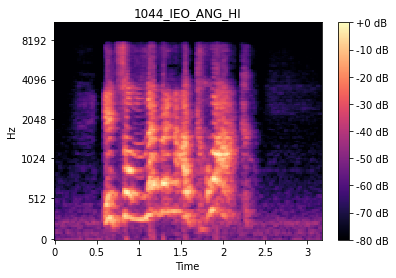 1044_IEO_ANG_HI
+0 dB
8192
-10 dB
4096
-20 dB
-30 dB
2048
-40 dB
Hz
1024
-50 dB
512
-60 dB
-70 dB
0
-80 dB
0 0.5 1 1.5 2 2.5 3
Time